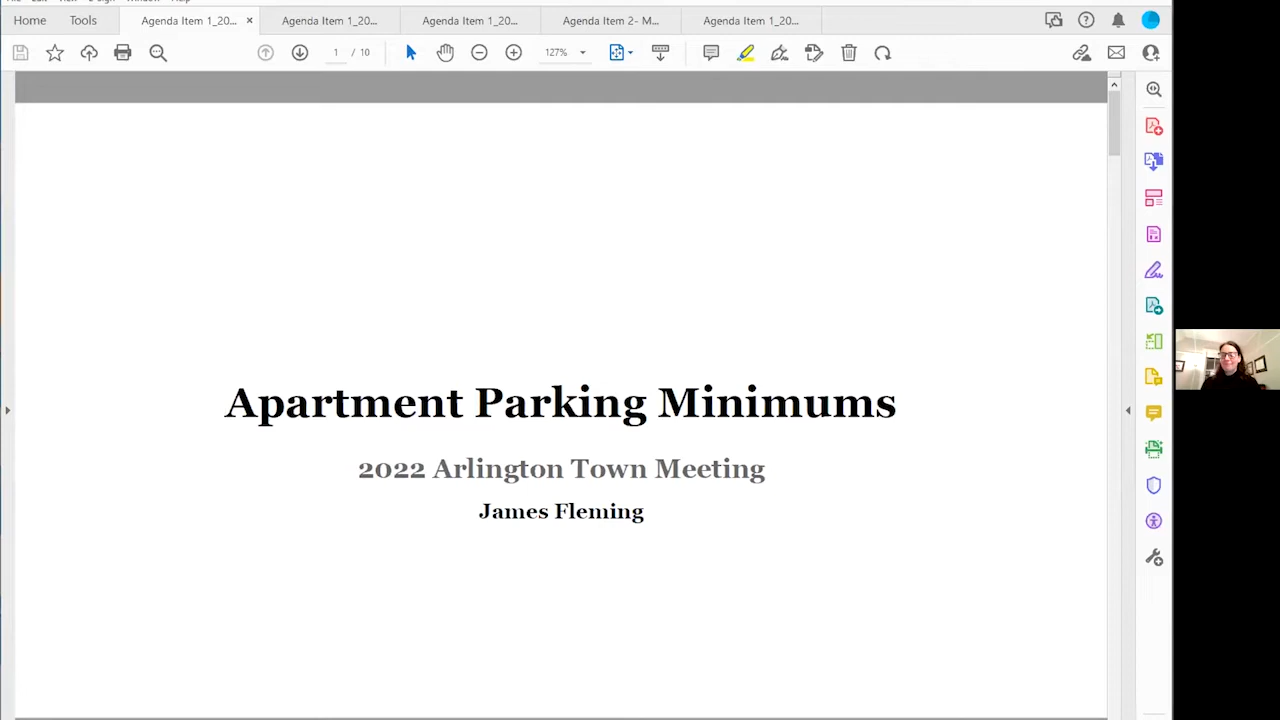 Home
Tools
Agenda Item 1_20...
Agenda Item 1_20...
Agenda Item 1_20...
Agenda Item 2- M...
Agenda Item 1_20...
1 / 10
127%
Apartment Parking Minimums
2022 Arlington Town Meeting
James Fleming